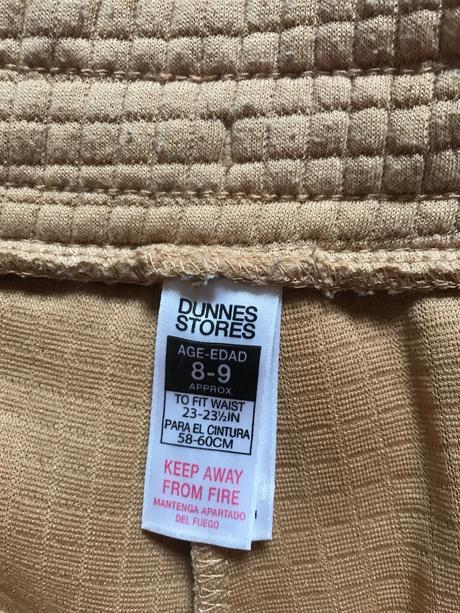 DUNNES
STORES
AGE-EDAD
8-9
APPROX
TO FIT WAIST
23-23½IN
PARA EL CINTURA
58-60CM
KEEP AWAY
FROM FIRE
MANTENGA APARTADO
DEL FUEGO